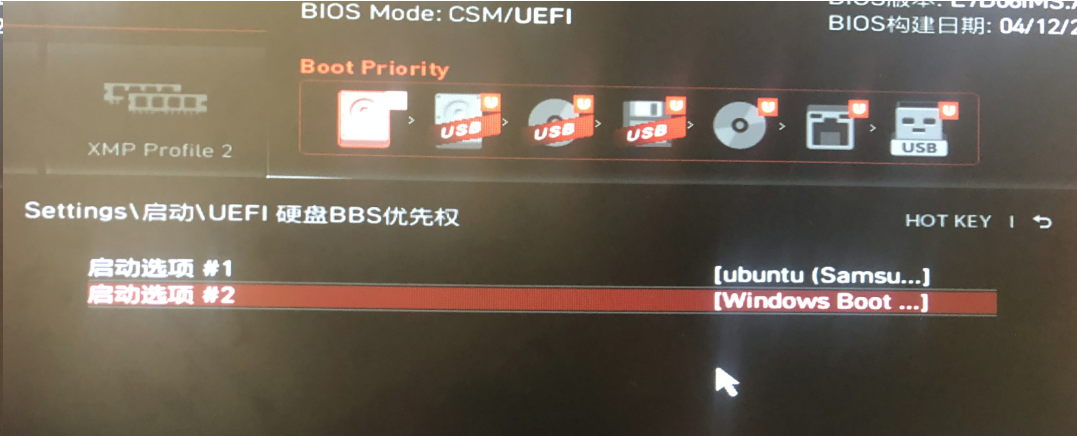 BIOS Mode: CSM/UEFI
BIOS构建日期: 04/12/2
Boot Priority
USB
USB
USB
USB
XMP Profile 2
Settings\启动\UEFI 硬盘BBS优先权
HOT KEY |
启动选项 #1 [ubuntu (Samsu...]
启动选项 #2 [Windows Boot ...]